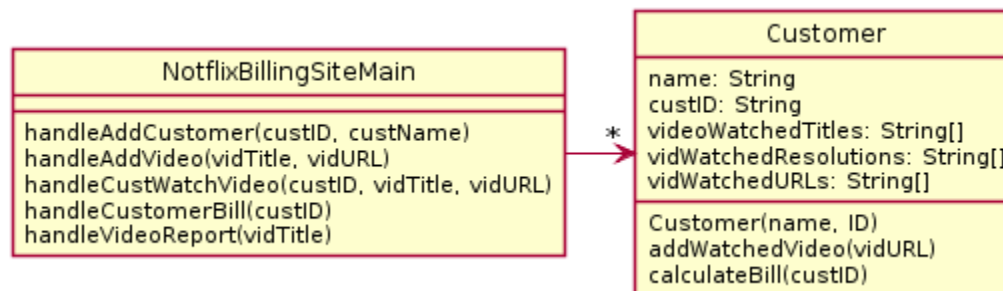 NotflixBillingSiteMain
handleAddCustomer(custID, custName)
handleAddVideo(vidTitle, vidURL)
handleCustWatchVideo(custID, vidTitle, vidURL)
handleCustomerBill(custID)
handleVideoReport(vidTitle)
*
Customer
name: String
custID: String
videoWatchedTitles: String[]
vidWatchedResolutions: String[]
vidWatchedURLs: String[]
Customer(name, ID)
addWatchedVideo(vidURL)
calculateBill(custID)